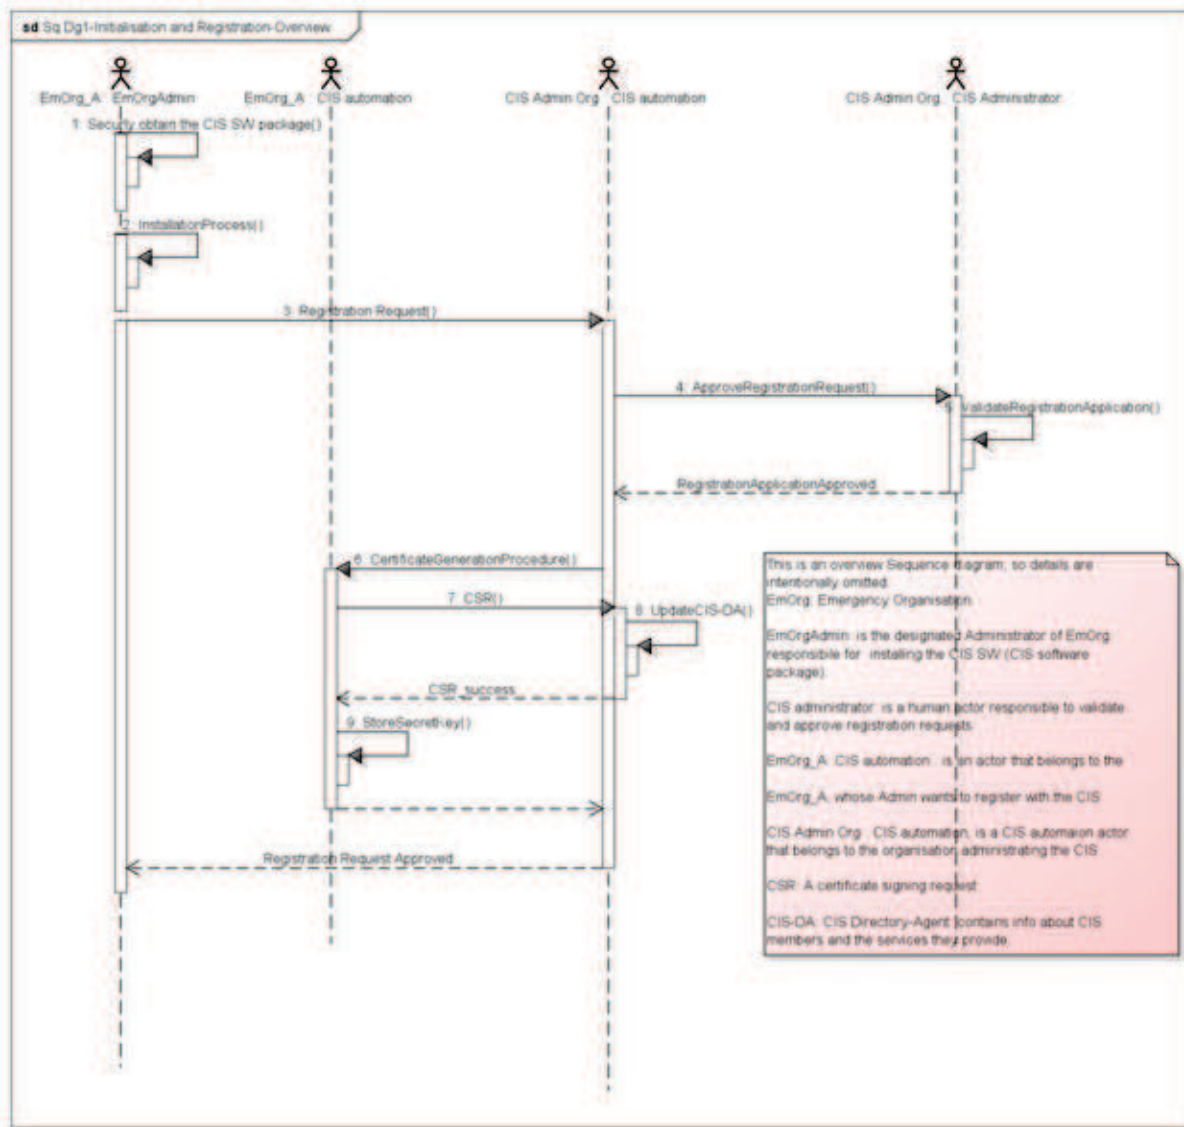 sd Sq Dg1-Initialisation and Registration-Overview
EmOrg_A : EmOrgAdmin
EmOrg_A : CIS automation
CIS Admin Org : CIS automation
CIS Admin Org : CIS Administrator
1: Securly obtain the CIS SW package()
2: InstallationProcess()
3: Registration Request()
4: ApproveRegistrationRequest()
5: ValidateRegistrationApplication()
RegistrationApplicationApproved
6: CertificateGenerationProcedure()
7: CSR()
8: UpdateCIS-DA()
CSR_success
9: StoreSecretKey()
Registration Request Approved
This is an overview Sequence diagram, so details are
intentionally omitted.
EmOrg: Emergency Organisation
EmOrgAdmin: is the designated Administrator of EmOrg
responsibile for installing the CIS SW (CIS software
package).
CIS administrator: is a human actor responsible to validate
and approve registration requests
EmOrg_A: CIS automation : is an actor that belongs to the
EmOrg_A, whose Admin wants to register with the CIS
CIS Admin Org : CIS automation, is a CIS automaion actor
that belongs to the organisation administrating the CIS
CSR: A certificate signing request
CIS-DA: CIS Directory-Agent (contains info about CIS
members and the services they provide.